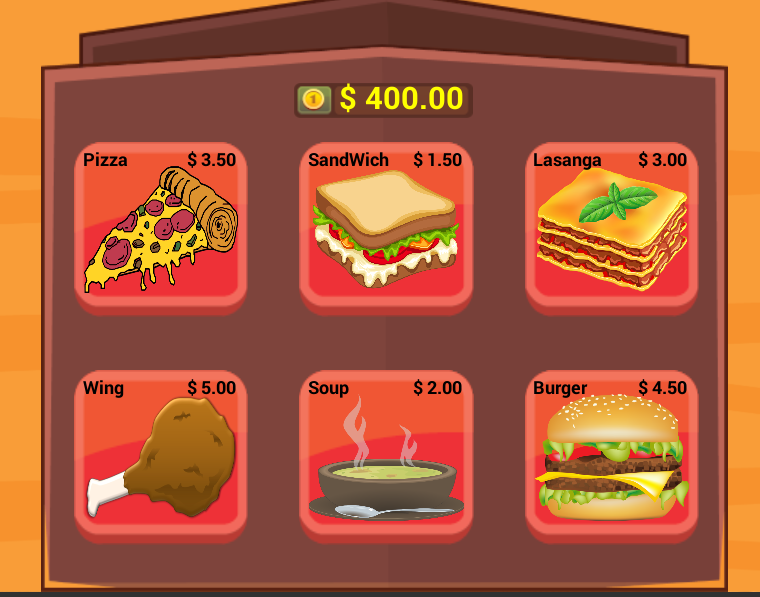 $ 400.00
Pizza $ 3.50
SandWich $ 1.50
Lasanga $ 3.00
Wing $ 5.00
Soup $ 2.00
Burger $ 4.50